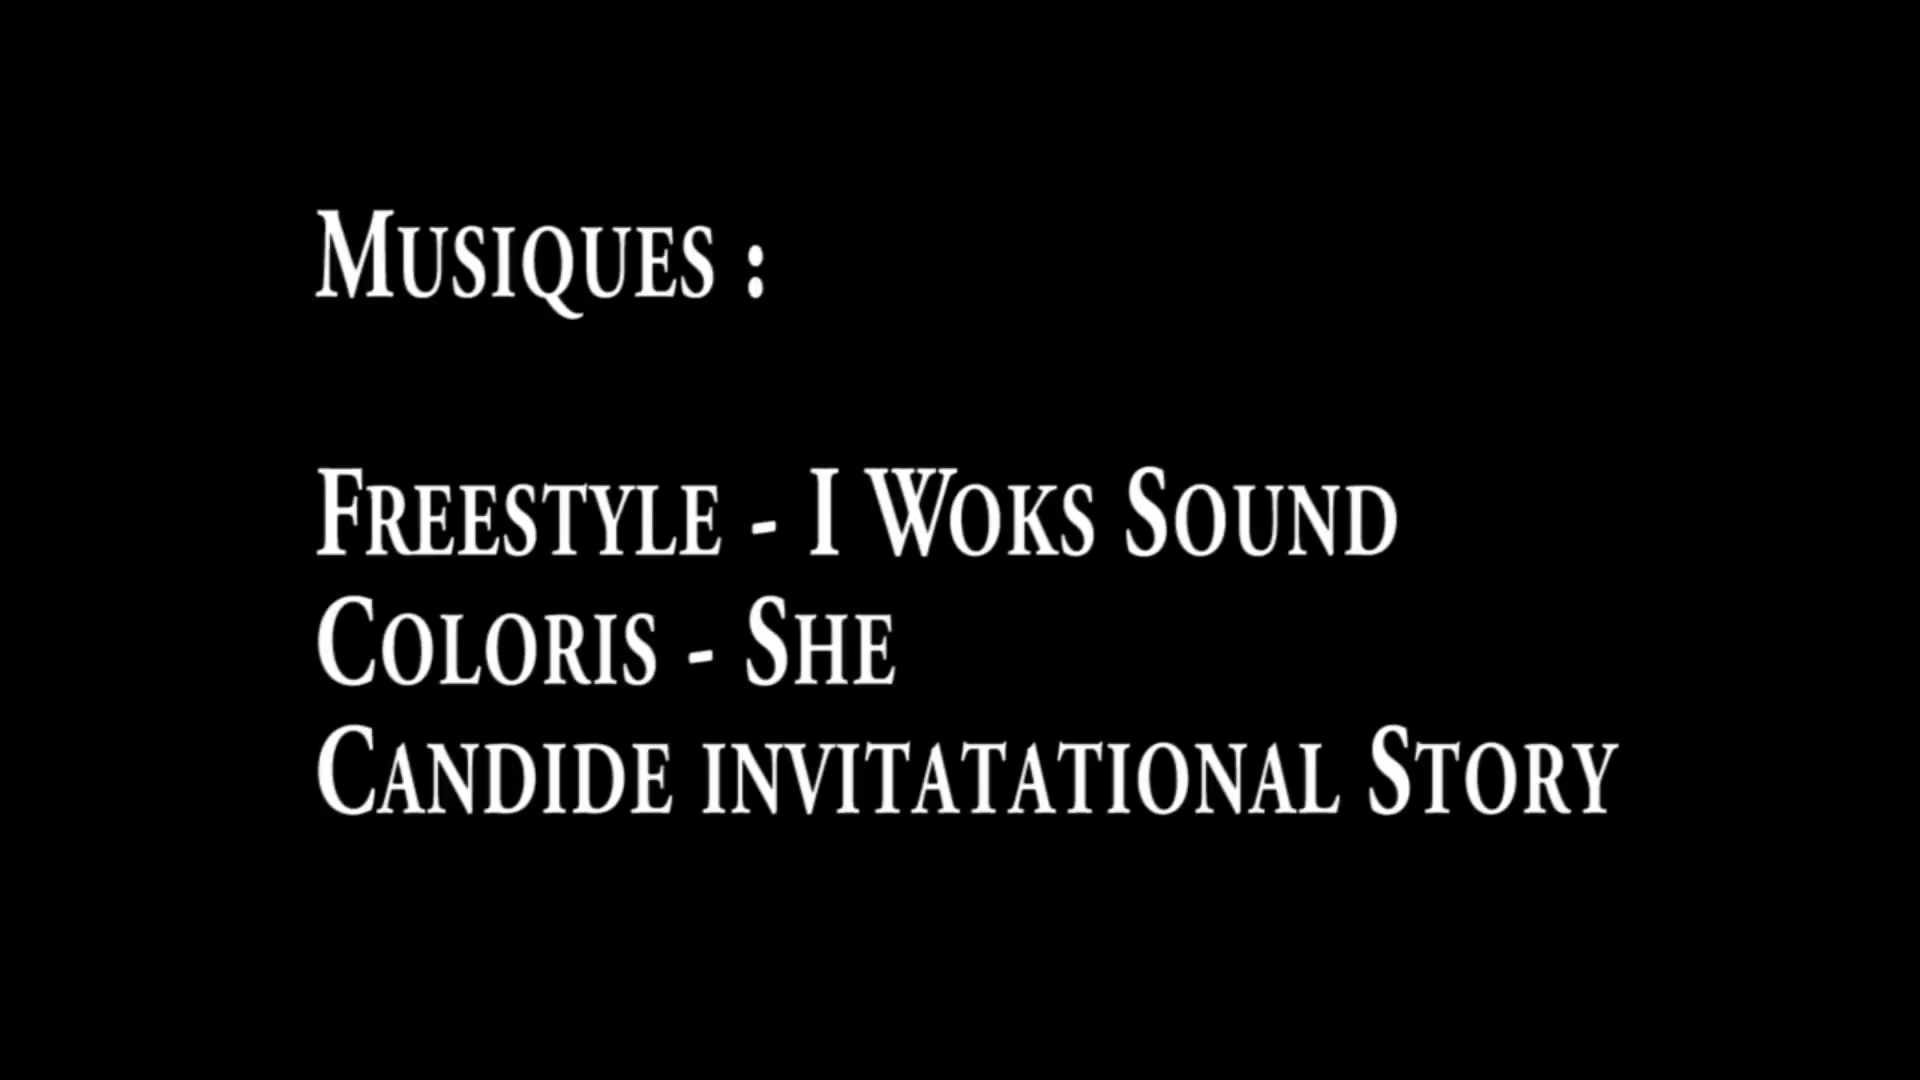 Musiques :
Freestyle - I Woks Sound
Coloris - She
Candide invitatational Story